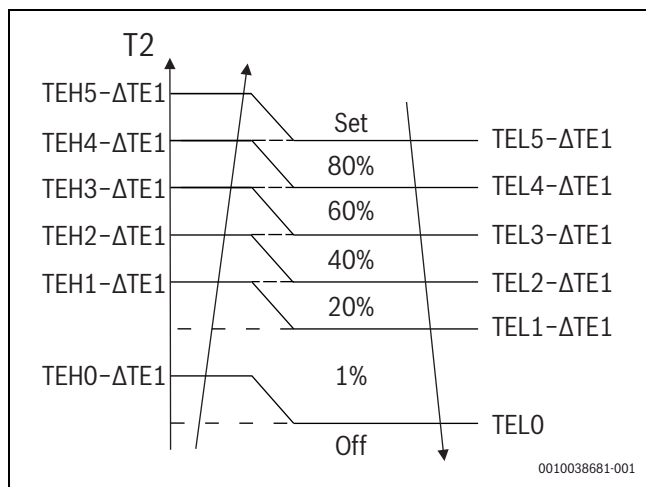 T2
TEH5-ΔTE1
TEH4-ΔTE1
TEH3-ΔTE1
TEH2-ΔTE1
TEH1-ΔTE1
TEH0-ΔTE1
Set
80%
60%
40%
20%
1%
Off
TEL5-ΔTE1
TEL4-ΔTE1
TEL3-ΔTE1
TEL2-ΔTE1
TEL1-ΔTE1
TEL0
0010038681-001